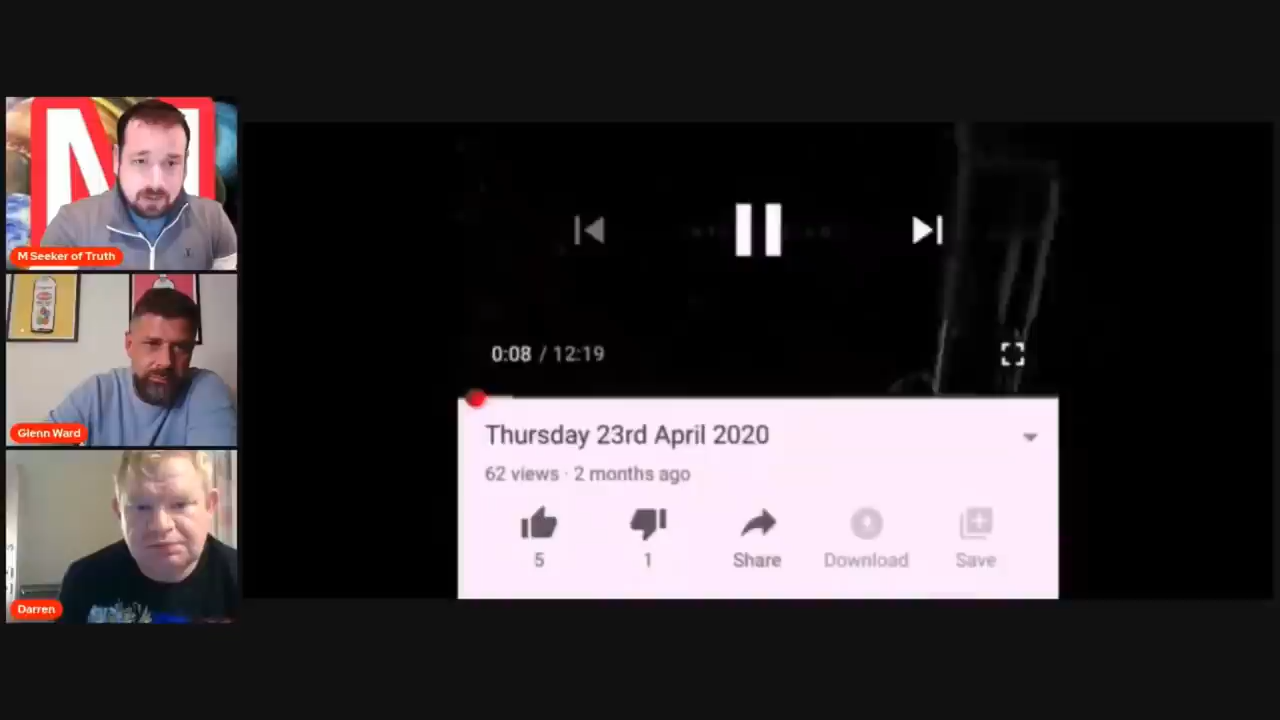 M Seeker of Truth
Glenn Ward
Darren
0:08 / 12:19
Thursday 23rd April 2020
62 views · 2 months ago
5
1
Share
Download
Save